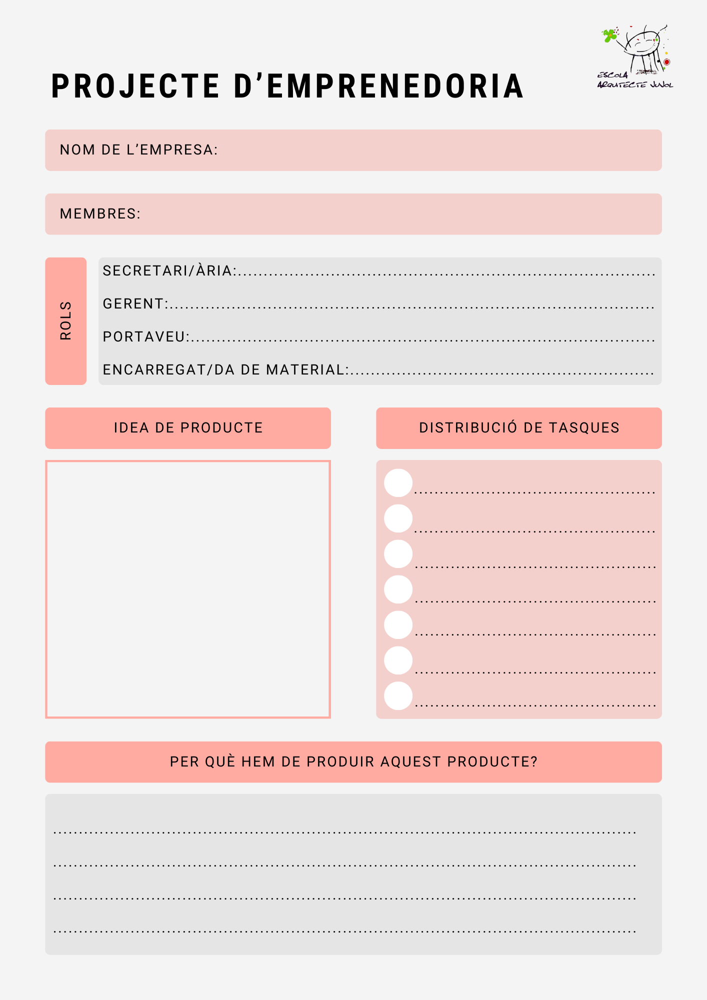 ESCOLA
ARQUITECTE JUJOL
PROJECTE D’EMPRENEDORIA
NOM DE L’EMPRESA:
MEMBRES:
ROLS
SECRETARI/ÀRIA:................................................................................
GERENT:.............................................................................................
PORTAVEU:.........................................................................................
ENCARREGAT/DA DE MATERIAL:..........................................................
IDEA DE PRODUCTE
DISTRIBUCIÓ DE TASQUES
..............................................
..............................................
..............................................
..............................................
..............................................
..............................................
..............................................
PER QUÈ HEM DE PRODUIR AQUEST PRODUCTE?
................................................................................................................
................................................................................................................
................................................................................................................
................................................................................................................